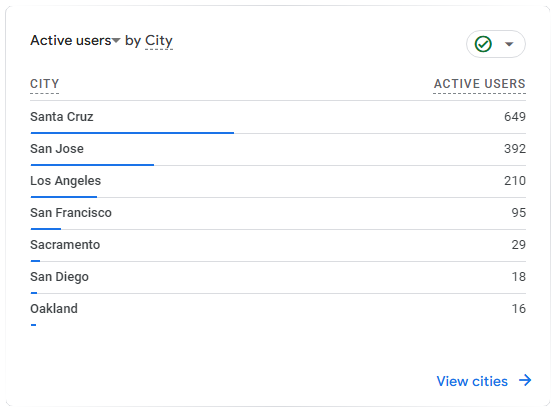 Active users by City
CITY ACTIVE USERS
Santa Cruz 649
San Jose 392
Los Angeles 210
San Francisco 95
Sacramento 29
San Diego 18
Oakland 16
View cities